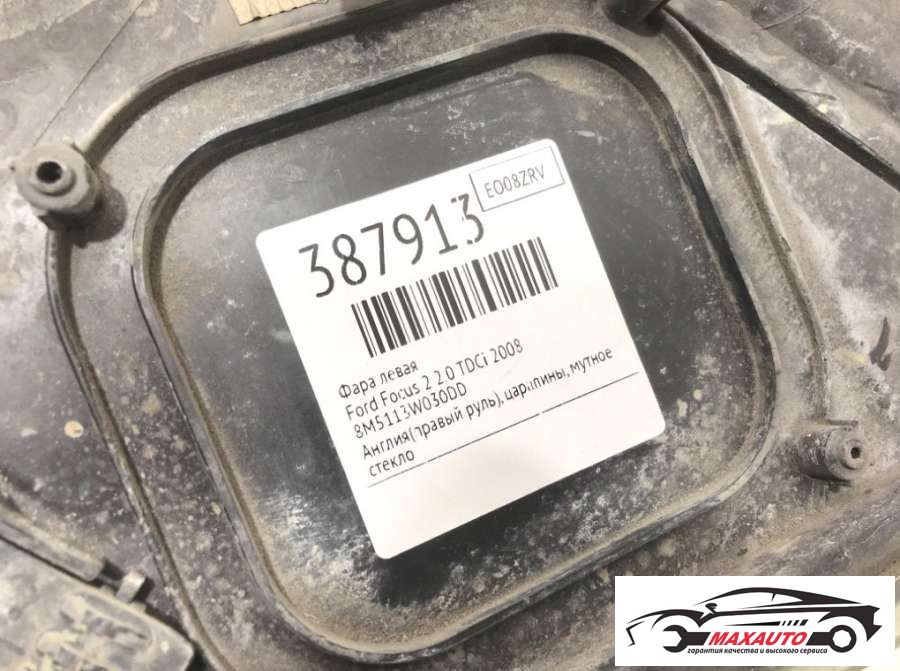 EO08ZRV
387913
Фара левая
Ford Focus 2 2.0 TDCi 2008
8M5113W030DD
Англия(правый руль), царапины, мутное
стекло
MAXAUTO
гарантия качества и высокого сервиса